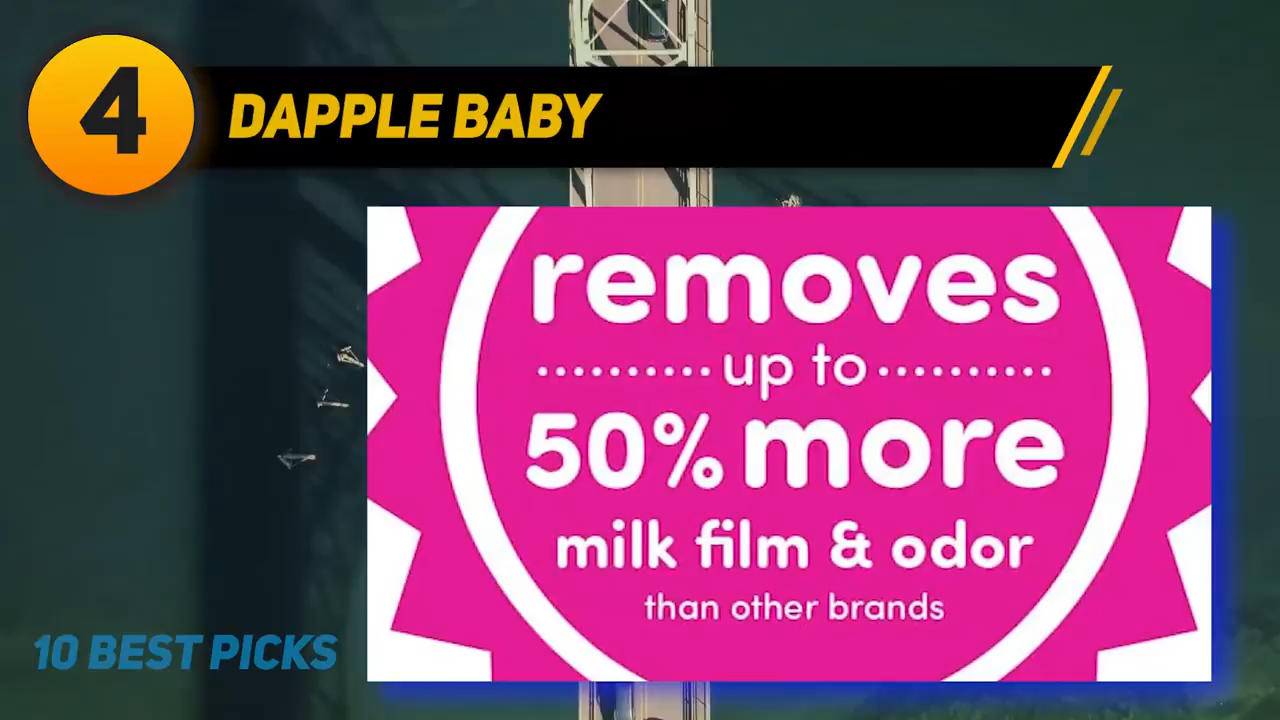 4
DAPPLE BABY
removes
up to
50% more
milk film & odor
than other brands
10 BEST PICKS